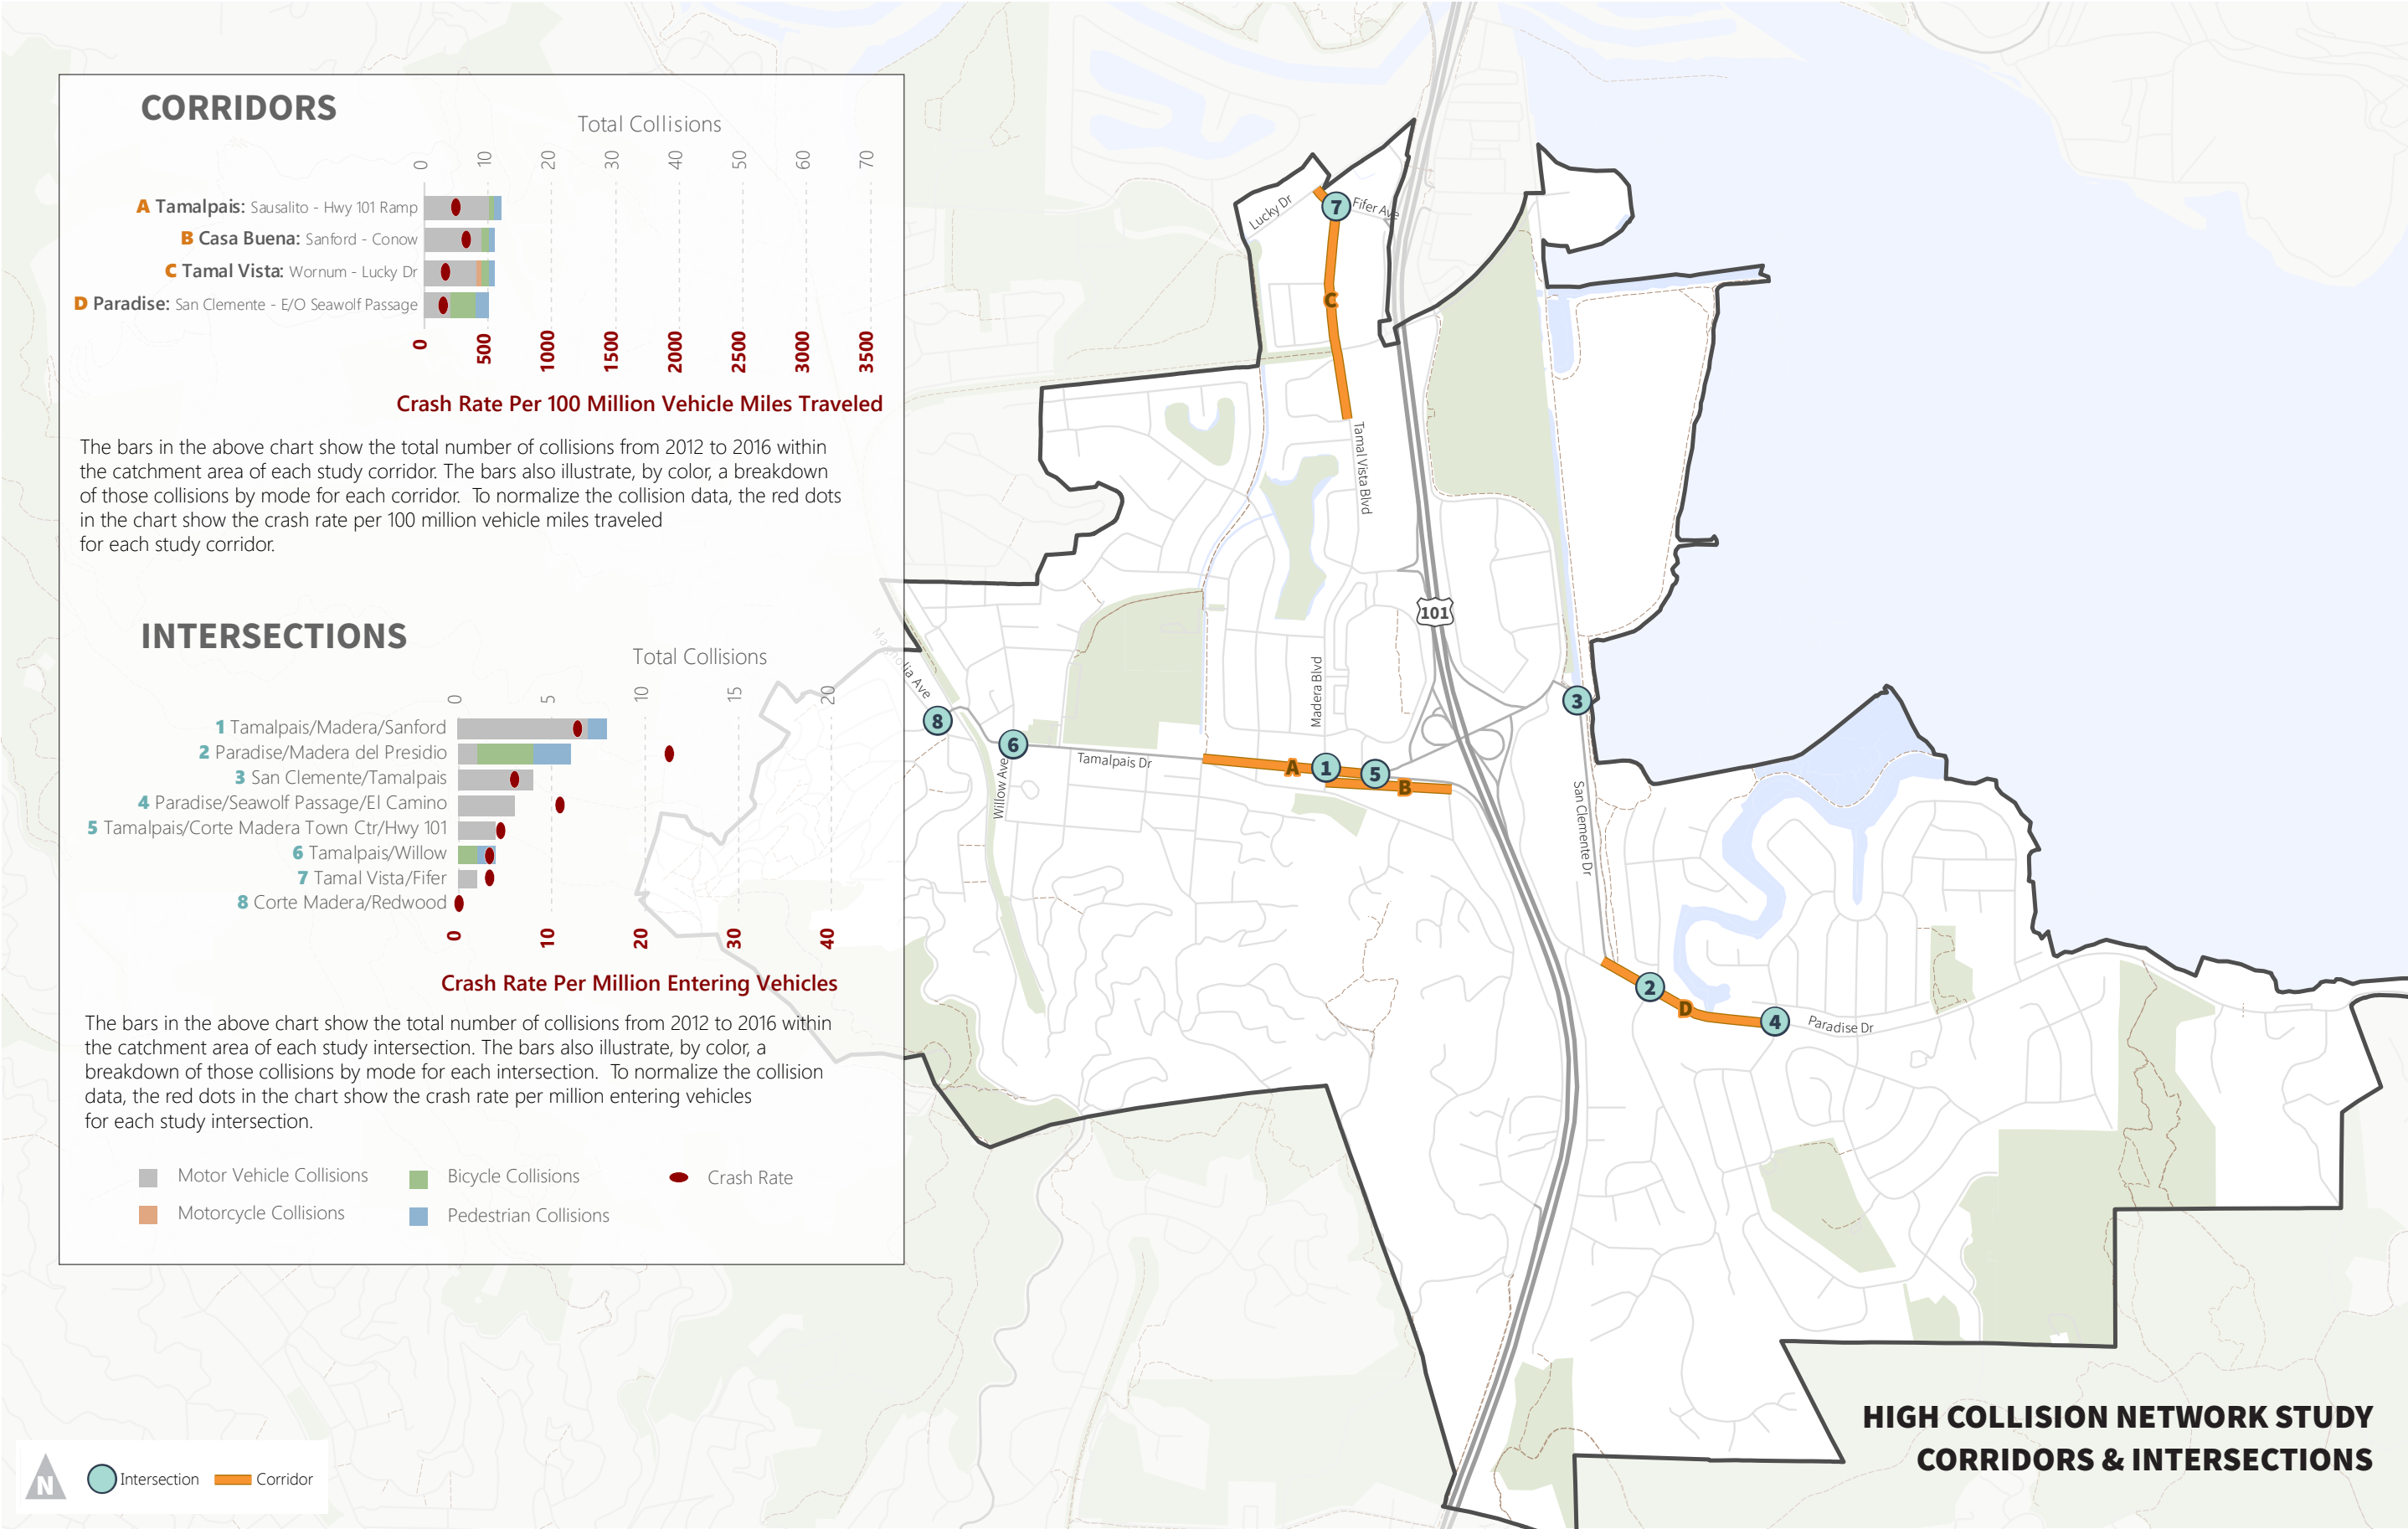 CORRIDORS
Total Collisions
0 10 20 30 40 50 60 70
A Tamalpais: Sausalito - Hwy 101 Ramp
B Casa Buena: Sanford - Conow
C Tamal Vista: Wornum - Lucky Dr
D Paradise: San Clemente - E/O Seawolf Passage
0 500 1000 1500 2000 2500 3000 3500
Crash Rate Per 100 Million Vehicle Miles Traveled
The bars in the above chart show the total number of collisions from 2012 to 2016 within
the catchment area of each study corridor. The bars also illustrate, by color, a breakdown
of those collisions by mode for each corridor. To normalize the collision data, the red dots
in the chart show the crash rate per 100 million vehicle miles traveled
for each study corridor.
INTERSECTIONS
Total Collisions
0 5 10 15 20
1 Tamalpais/Madera/Sanford
2 Paradise/Madera del Presidio
3 San Clemente/Tamalpais
4 Paradise/Seawolf Passage/El Camino
5 Tamalpais/Corte Madera Town Ctr/Hwy 101
6 Tamalpais/Willow
7 Tamal Vista/Fifer
8 Corte Madera/Redwood
0 10 20 30 40
Crash Rate Per Million Entering Vehicles
The bars in the above chart show the total number of collisions from 2012 to 2016 within
the catchment area of each study intersection. The bars also illustrate, by color, a
breakdown of those collisions by mode for each intersection. To normalize the collision
data, the red dots in the chart show the crash rate per million entering vehicles
for each study intersection.
Motor Vehicle Collisions
Bicycle Collisions
Crash Rate
Motorcycle Collisions
Pedestrian Collisions
N
Intersection
Corridor
Lucky Dr
7
Fifer Ave
C
Tamal Vista Blvd
101
Magnolia Ave
Madera Blvd
3
8
6
Tamalpais Dr
A
1
5
B
Willow Ave
San Clemente Dr
2
D
4
Paradise Dr
HIGH COLLISION NETWORK STUDY
CORRIDORS & INTERSECTIONS